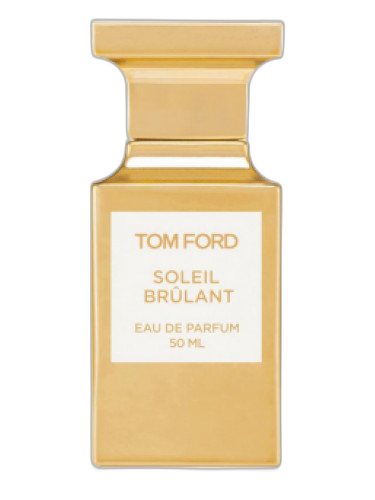 TOM FORD
SOLEIL
BRÛLANT
EAU DE PARFUM
50 ML